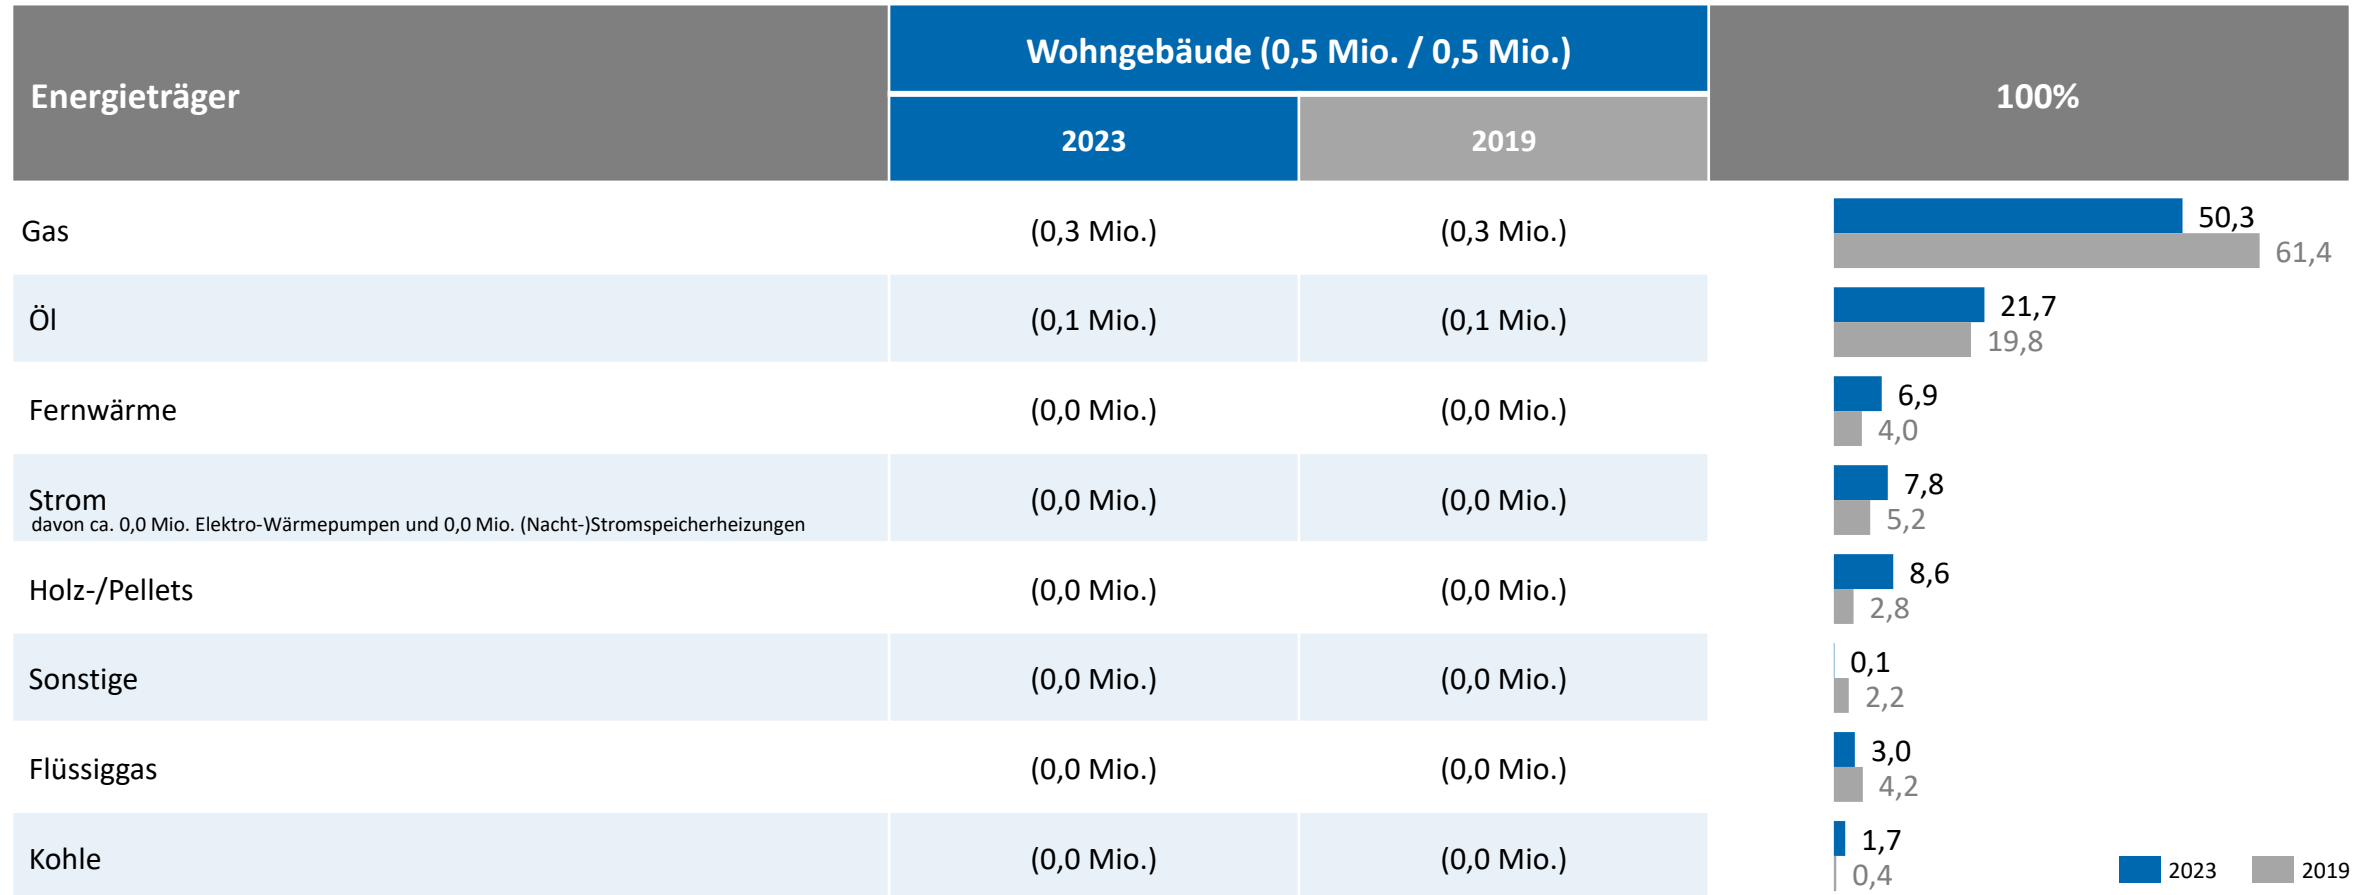 Energieträger
Wohngebäude (0,5 Mio. / 0,5 Mio.)
100%
2023
2019
Gas
(0,3 Mio.)
(0,3 Mio.)
50,3
61,4
Öl
(0,1 Mio.)
(0,1 Mio.)
21,7
19,8
Fernwärme
(0,0 Mio.)
(0,0 Mio.)
6,9
4,0
Strom
davon ca. 0,0 Mio. Elektro-Wärmepumpen und 0,0 Mio. (Nacht-)Stromspeicherheizungen
(0,0 Mio.)
(0,0 Mio.)
7,8
5,2
Holz-/Pellets
(0,0 Mio.)
(0,0 Mio.)
8,6
2,8
Sonstige
(0,0 Mio.)
(0,0 Mio.)
0,1
2,2
Flüssiggas
(0,0 Mio.)
(0,0 Mio.)
3,0
4,2
Kohle
(0,0 Mio.)
(0,0 Mio.)
1,7
0,4
2023
2019